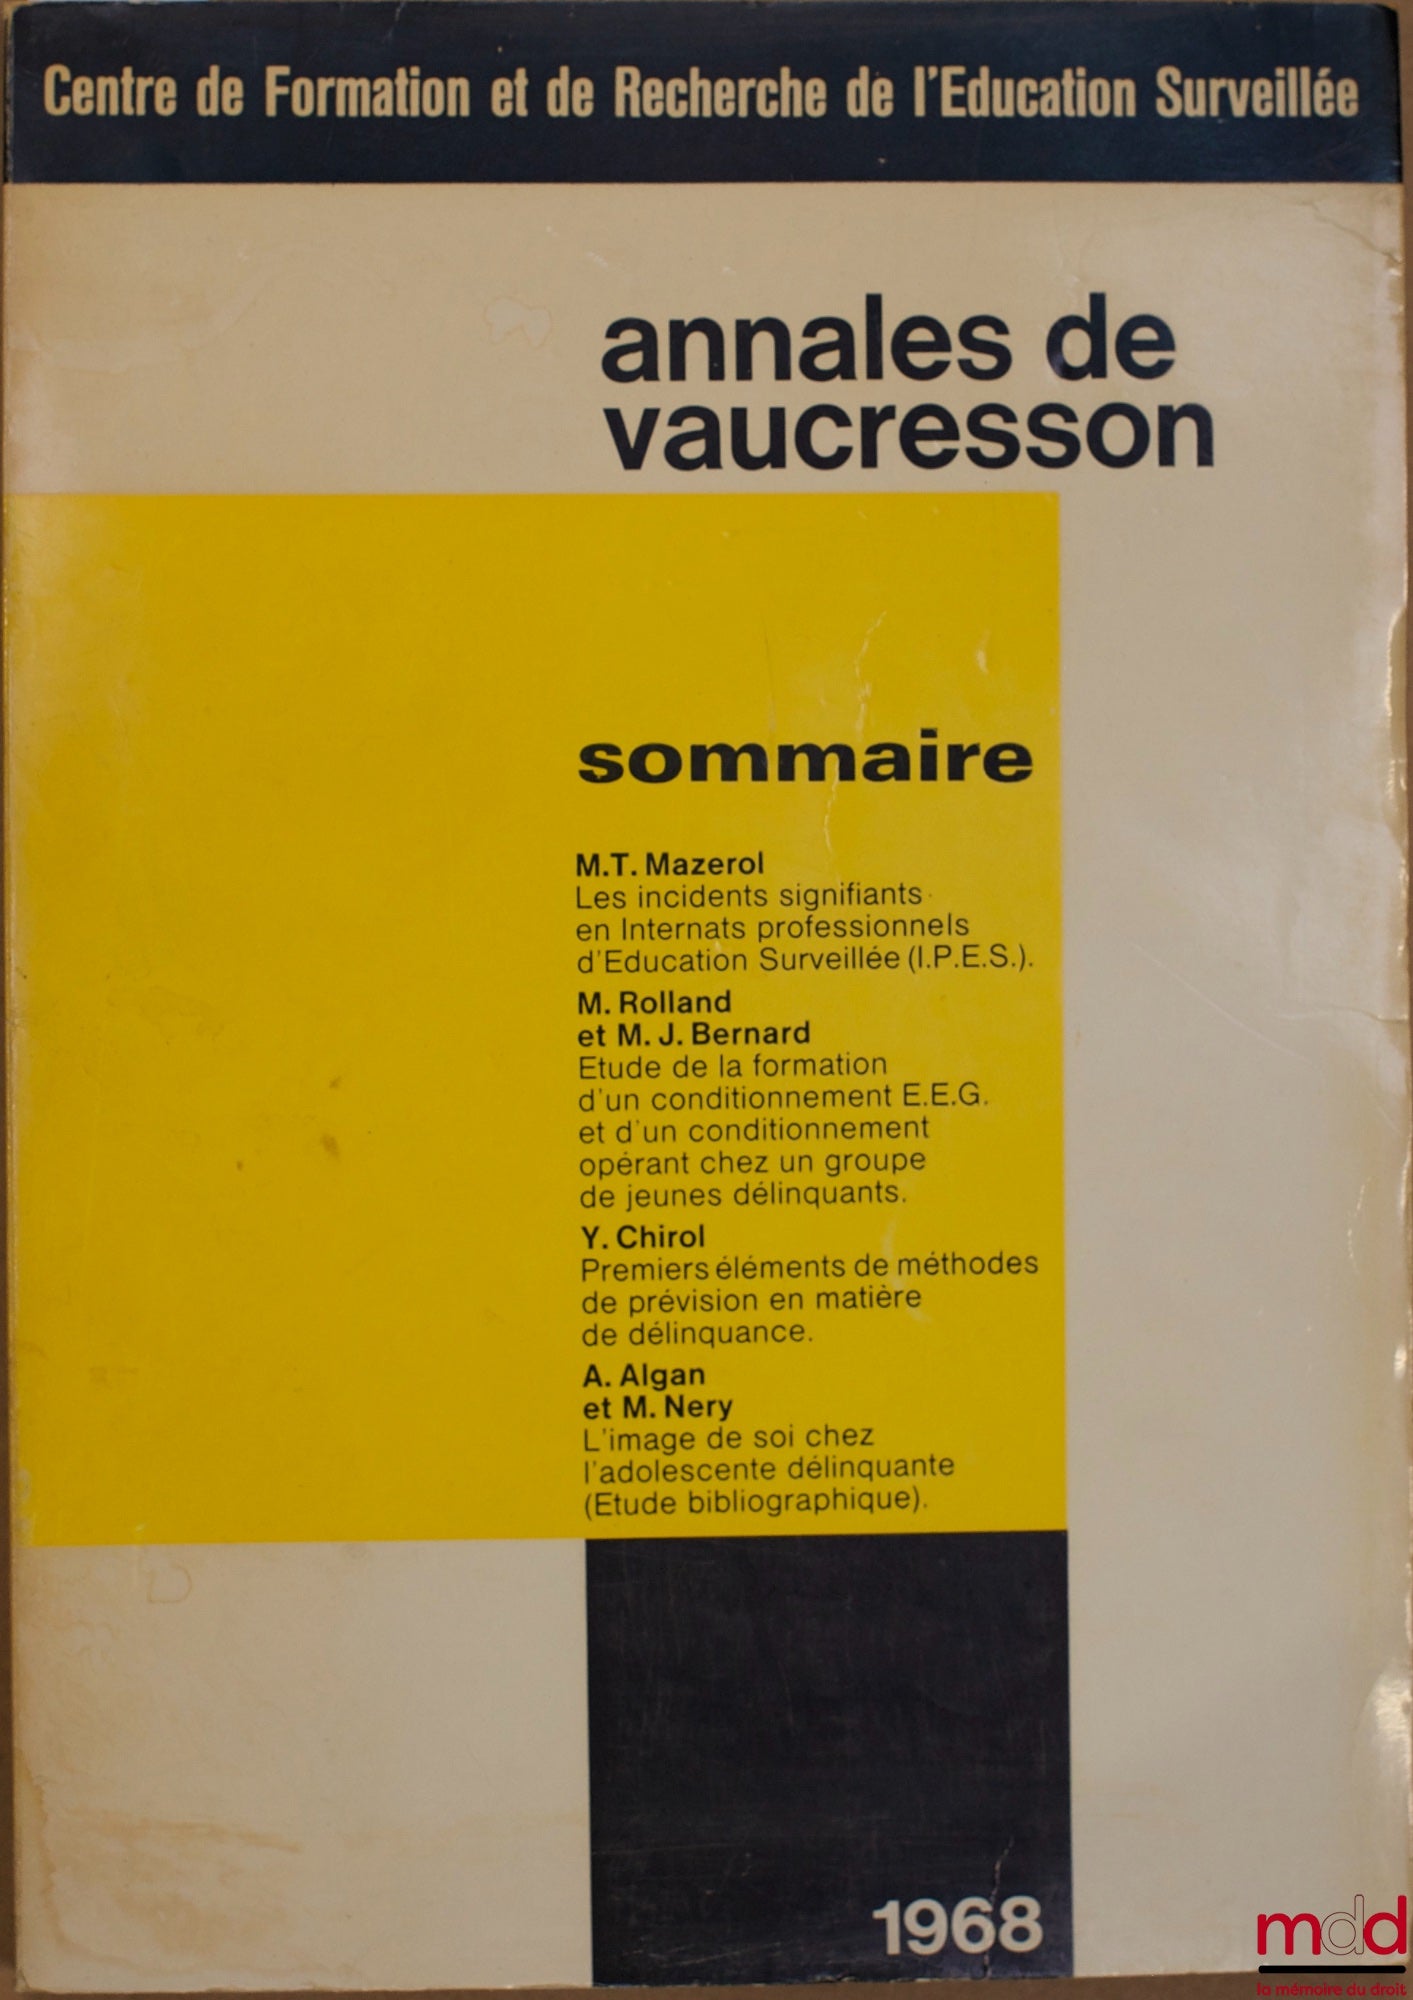 Centre de Formation et de Recherche de l'Education Surveillée
annales de
vaucresson
sommaire
M.T. Mazerol
Les incidents signifiants
en Internats professionnels
d'Education Surveillée (I.P.E.S.).
M. Rolland
et M. J. Bernard
Etude de la formation
d'un conditionnement E.E.G.
et d'un conditionnement
opérant chez un groupe
de jeunes délinquants.
Y. Chirol
Premiers éléments de méthodes
de prévision en matière
de délinquance.
A. Algan
et M. Nery
L'image de soi chez
l'adolescente délinquante
(Etude bibliographique).
1968
mdd
la mémoire du droit